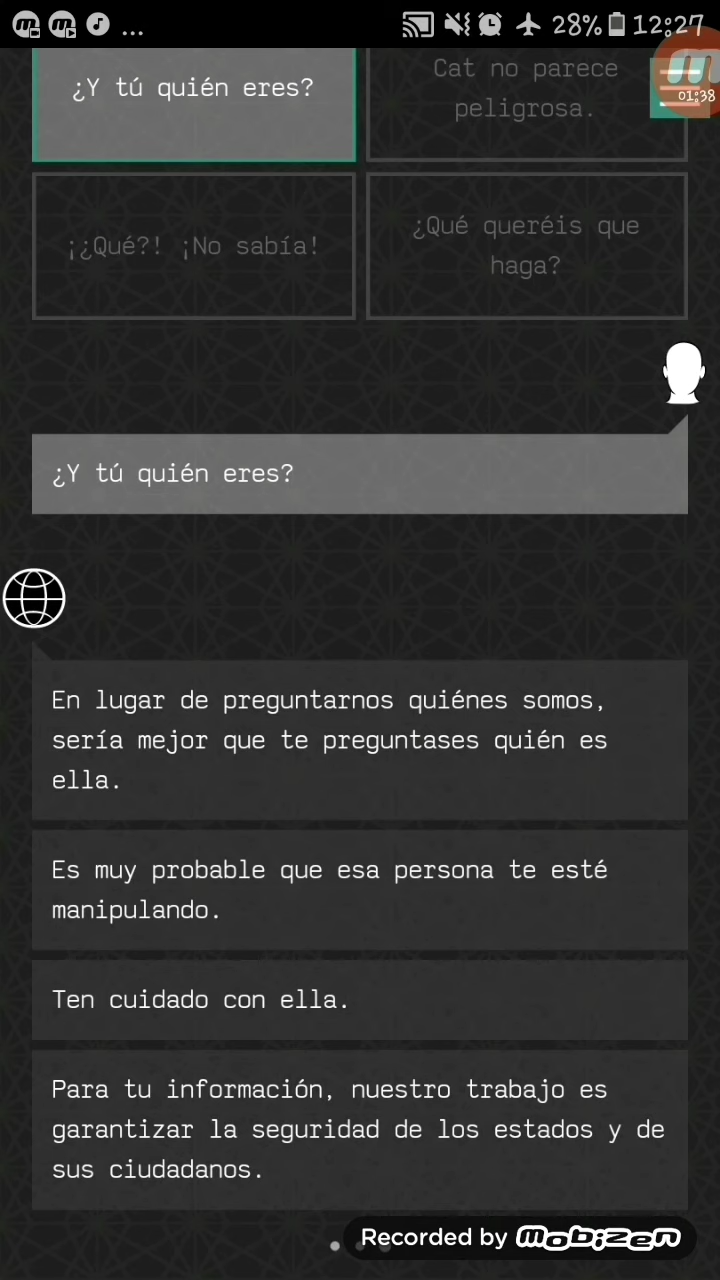 ... 28% 12:27
¿Y tú quién eres?
Cat no parece
peligrosa.
01:38
¡¿Qué?! ¡No sabía!
¿Qué queréis que
haga?
¿Y tú quién eres?
En lugar de preguntarnos quiénes somos,
sería mejor que te preguntases quién es
ella.
Es muy probable que esa persona te esté
manipulando.
Ten cuidado con ella.
Para tu información, nuestro trabajo es
garantizar la seguridad de los estados y de
sus ciudadanos.
Recorded by Mobizen